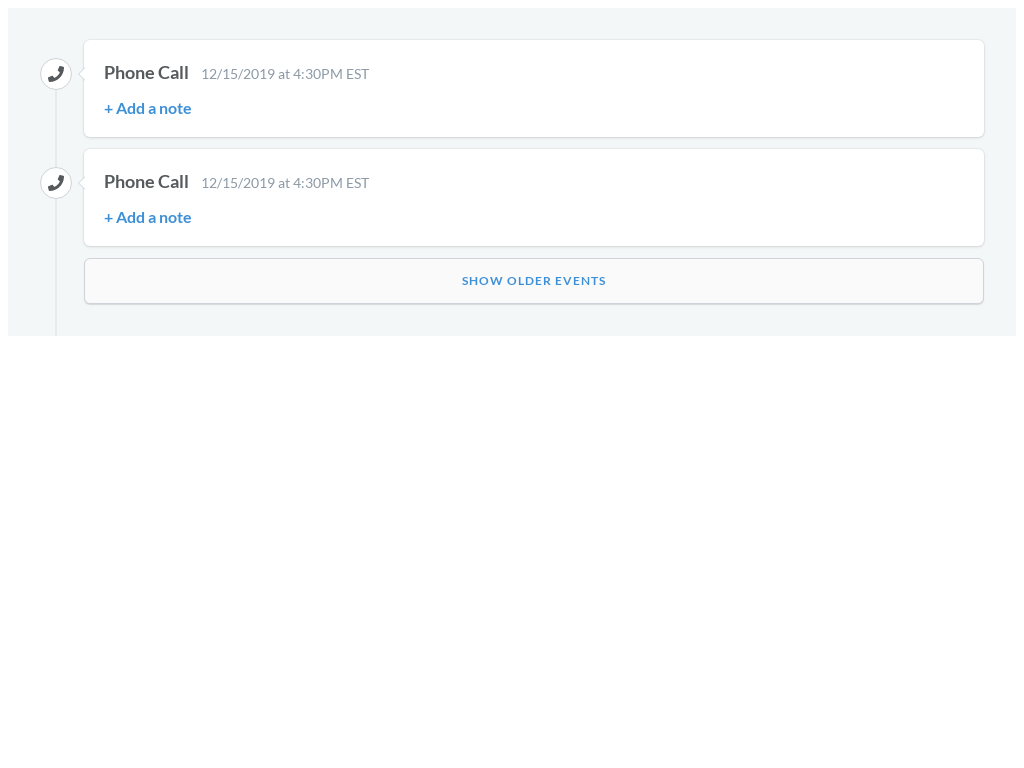 Phone Call 12/15/2019 at 4:30PM EST
+ Add a note
Phone Call 12/15/2019 at 4:30PM EST
+ Add a note
SHOW OLDER EVENTS